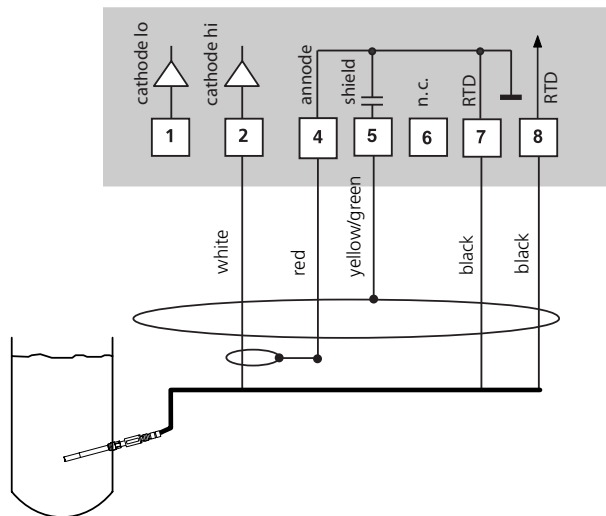 cathode lo
cathode hi
annode
shield
n.c.
RTD
RTD
1
2
4
5
6
7
8
white
red
yellow/green
black
black